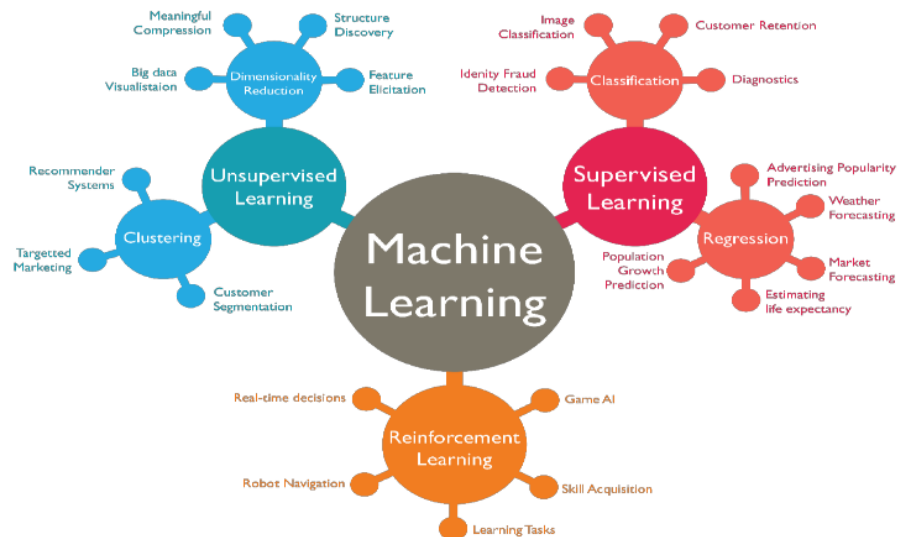 Meaningful
Compression
Structure
Discovery
Big data
Visualistaion
Dimensionality
Reduction
Feature
Elicitation
Unsupervised
Learning
Recommender
Systems
Clustering
Targetted
Marketing
Customer
Segmentation
Machine
Learning
Image
Classification
Customer Retention
Idenity Fraud
Detection
Classification
Diagnostics
Supervised
Learning
Advertising Popularity
Prediction
Weather
Forecasting
Regression
Population
Growth
Prediction
Market
Forecasting
Estimating
life expectancy
Real-time decisions
Game AI
Reinforcement
Learning
Robot Navigation
Skill Acquisition
Learning Tasks